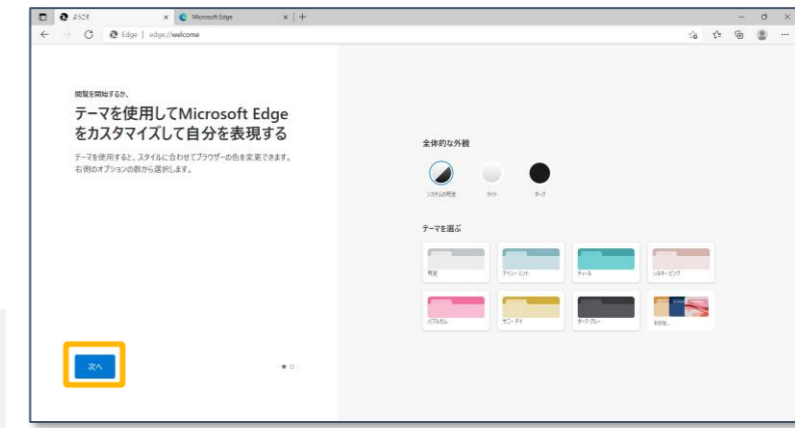 ようこそ
Microsoft Edge
Edge | edge://welcome
閲覧を開始するか、
テーマを使用してMicrosoft Edge
をカスタマイズして自分を表現する
テーマを使用すると、スタイルに合わせてブラウザーの色を変更できます。
右側のオプションの数から選択します。
全体的な外観
システムの既定
ライト
ダーク
テーマを選ぶ
既定
アイシー ミント
ティール
シルキー ピンク
バブルガム
サニー デイ
ダーク グレー
その他...
次へ